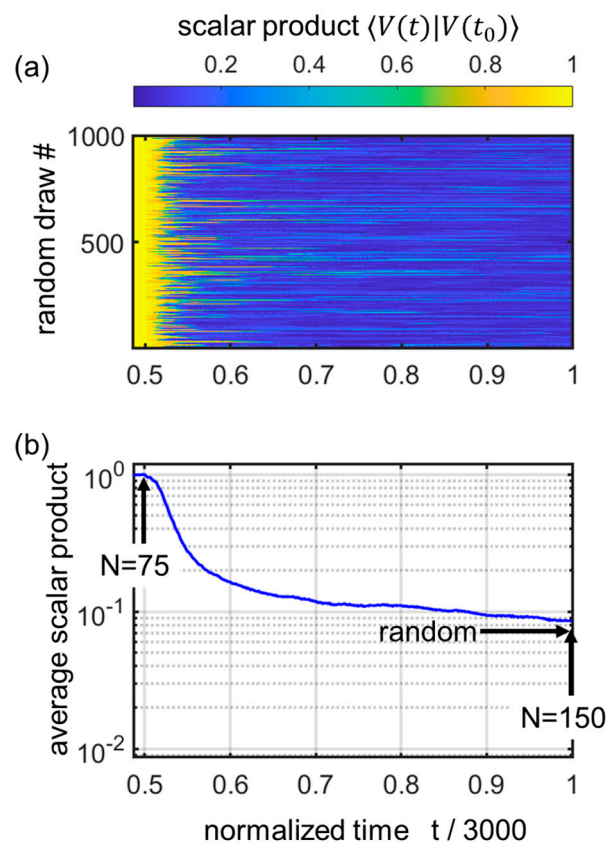 scalar product ⟨V(t)|V(t₀)⟩
(a)
0.2 0.4 0.6 0.8 1
1000
500
random draw #
0.5 0.6 0.7 0.8 0.9 1
(b)
10⁰
10⁻¹
10⁻²
average scalar product
N=75
random
N=150
0.5 0.6 0.7 0.8 0.9 1
normalized time t / 3000